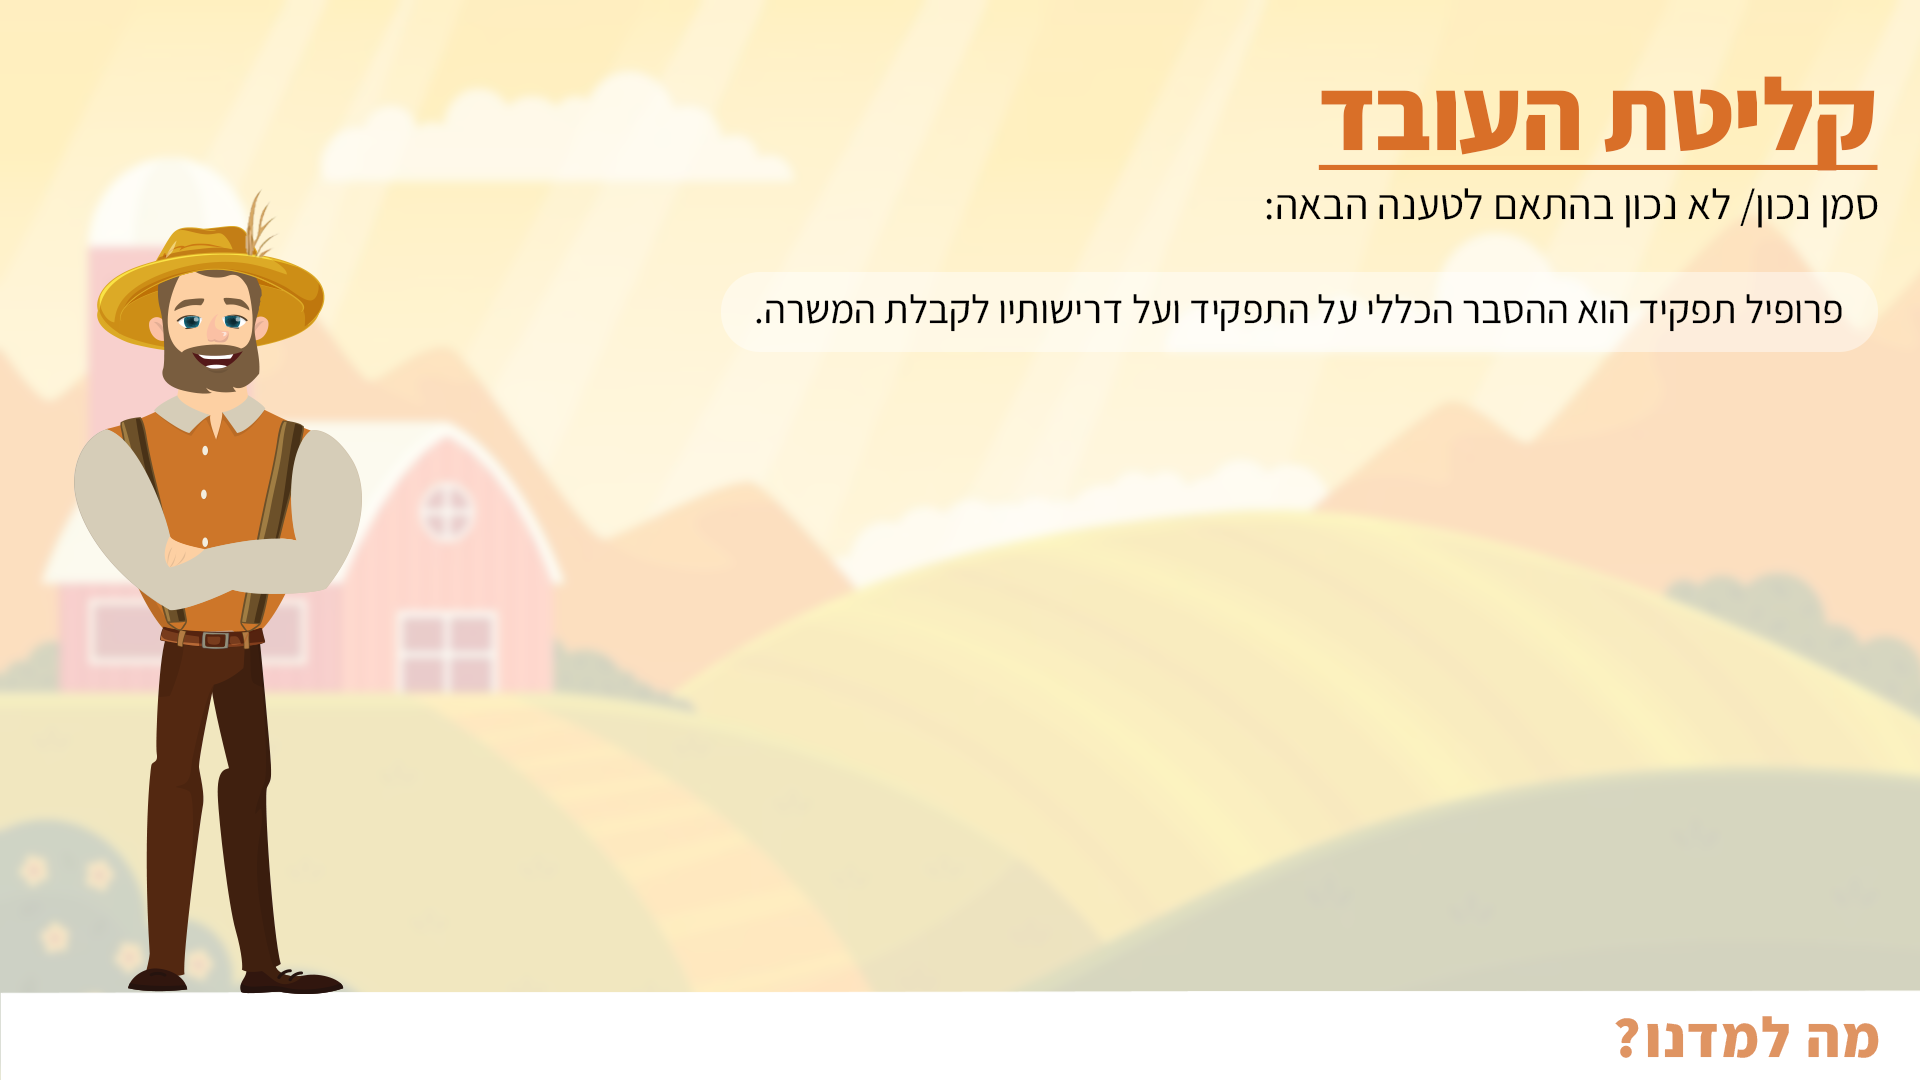 קליטת העובד
סמן נכון/ לא נכון בהתאם לטענה הבאה:
פרופיל תפקיד הוא ההסבר הכללי על התפקיד ועל דרישותיו לקבלת המשרה.
מה למדנו?